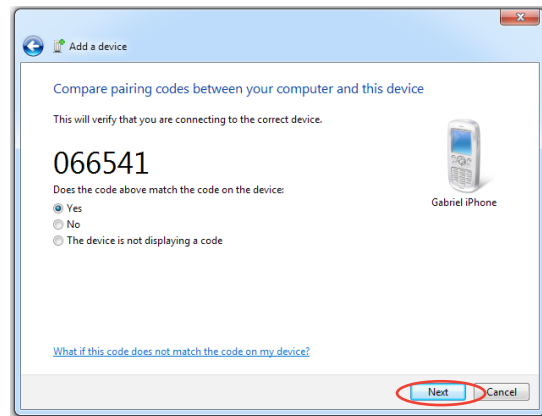 Add a device
Compare pairing codes between your computer and this device
This will verify that you are connecting to the correct device.
066541
Does the code above match the code on the device:
Gabriel iPhone
Yes
No
The device is not displaying a code
What if this code does not match the code on my device?
Next
Cancel